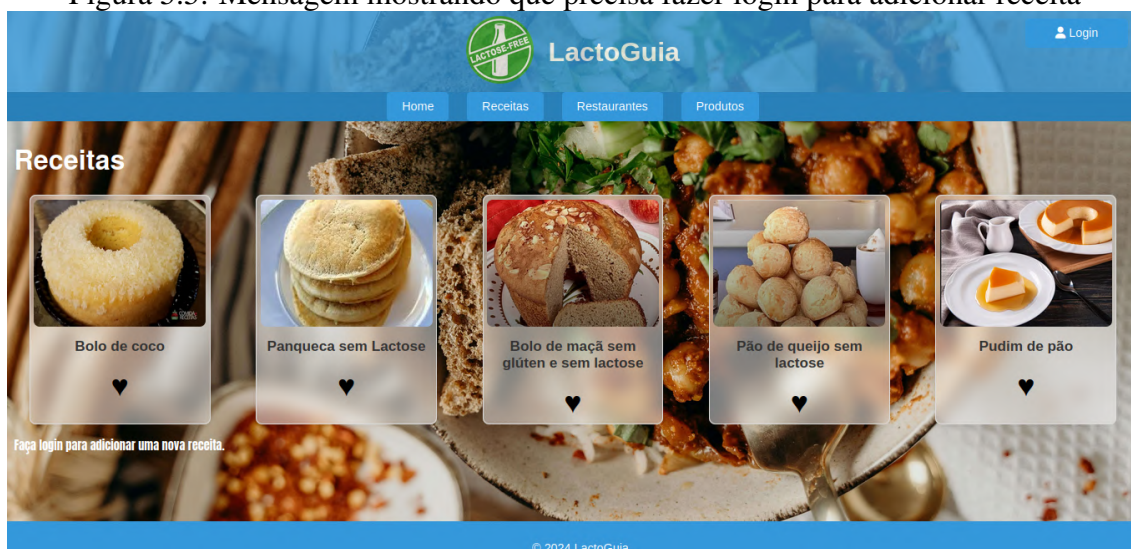 Figura 5.5: Mensagem mostrando que precisa fazer login para adicionar receita
LACTOSE-FREE
LactoGuia
Login
Home
Receitas
Restaurantes
Produtos
Receitas
Bolo de coco
Panqueca sem Lactose
Bolo de maçã sem
glúten e sem lactose
Pão de queijo sem
lactose
Pudim de pão
Faça login para adicionar uma nova receita.
© 2024 LactoGuia